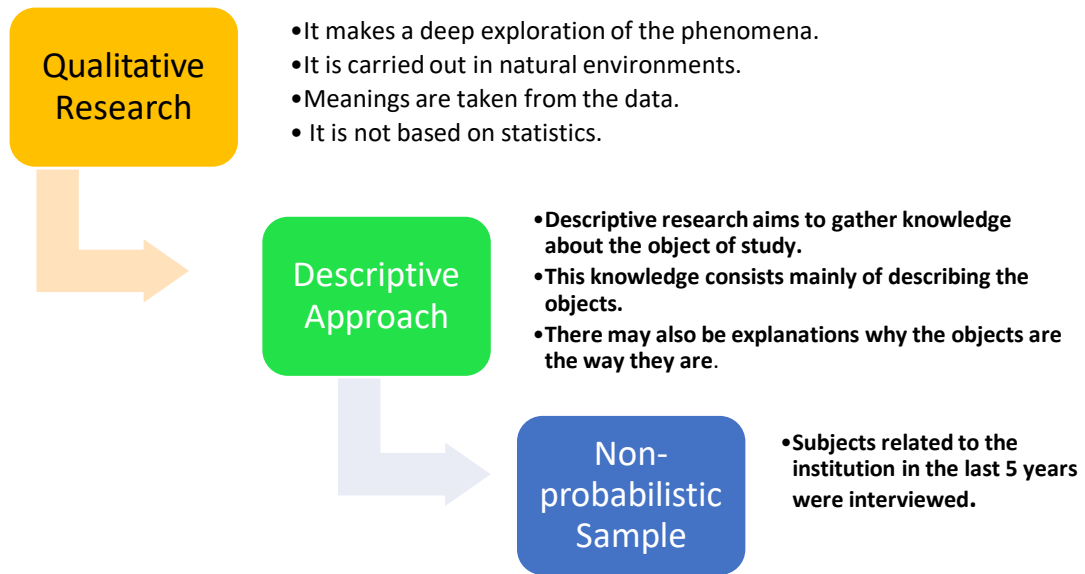 Qualitative
Research
•It makes a deep exploration of the phenomena.
•It is carried out in natural environments.
•Meanings are taken from the data.
• It is not based on statistics.
Descriptive
Approach
•Descriptive research aims to gather knowledge
about the object of study.
•This knowledge consists mainly of describing the
objects.
•There may also be explanations why the objects are
the way they are.
Non-
probabilistic
Sample
•Subjects related to the
institution in the last 5 years
were interviewed.